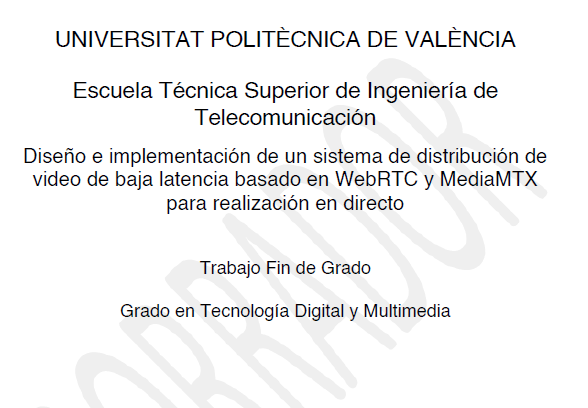 UNIVERSITAT POLITÈCNICA DE VALÈNCIA
Escuela Técnica Superior de Ingeniería de
Telecomunicación
Diseño e implementación de un sistema de distribución de
video de baja latencia basado en WebRTC y MediaMTX
para realización en directo
Trabajo Fin de Grado
Grado en Tecnología Digital y Multimedia
BORRADOR